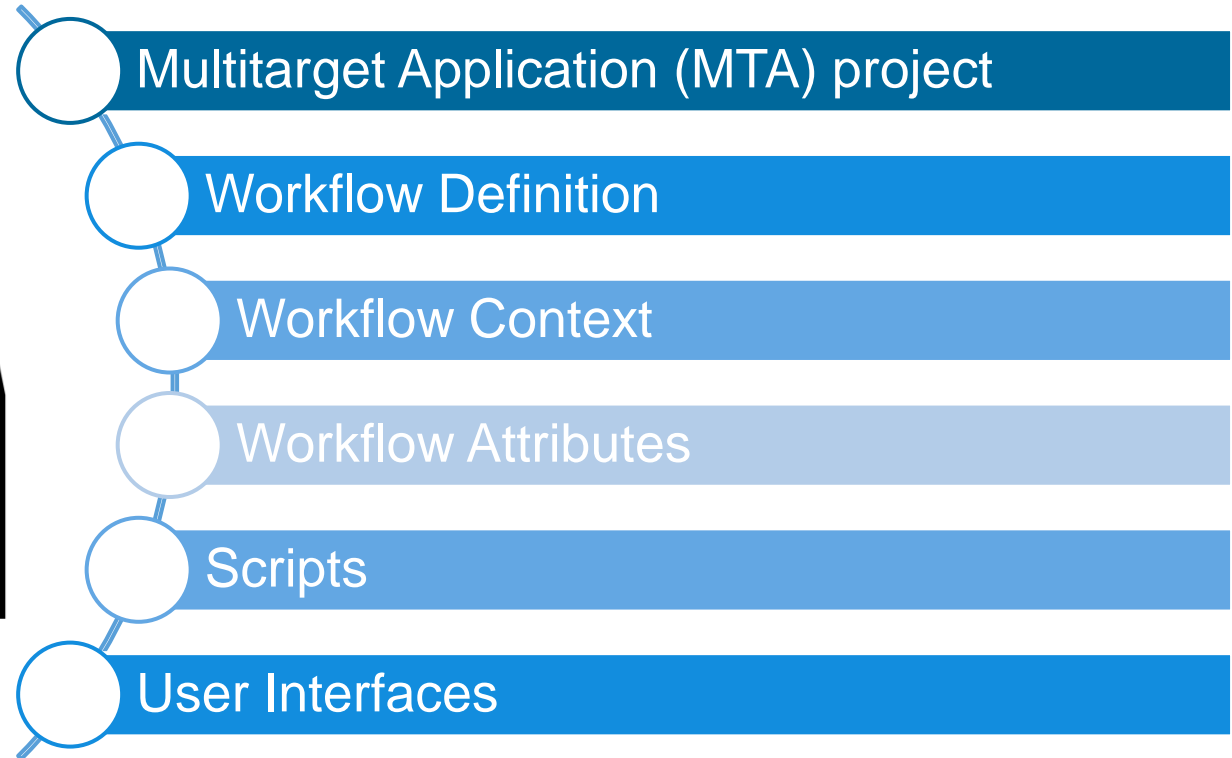 Multitarget Application (MTA) project
Workflow Definition
Workflow Context
Workflow Attributes
Scripts
User Interfaces